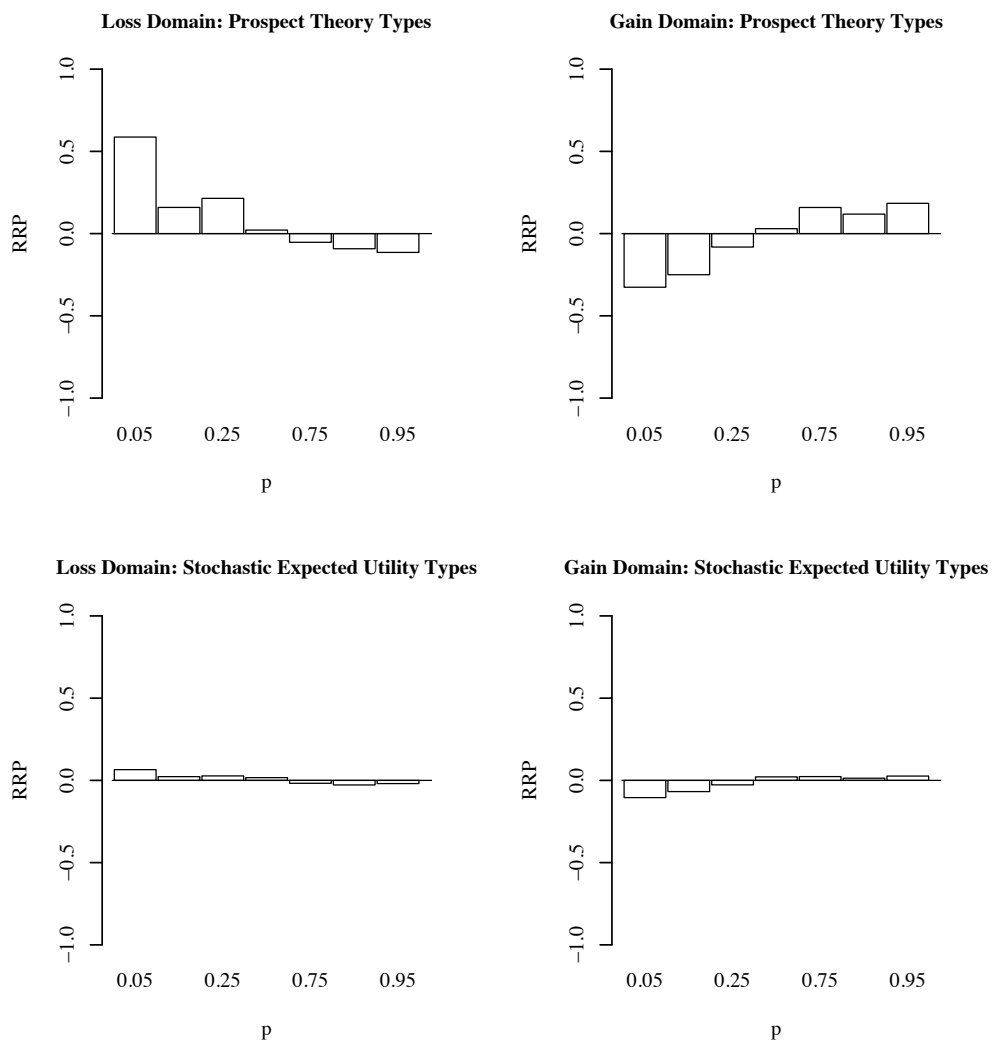 Loss Domain: Prospect Theory Types
RRP
1.0
0.5
0.0
−0.5
−1.0
0.05 0.25 0.75 0.95
p
Gain Domain: Prospect Theory Types
RRP
1.0
0.5
0.0
−0.5
−1.0
0.05 0.25 0.75 0.95
p
Loss Domain: Stochastic Expected Utility Types
RRP
1.0
0.5
0.0
−0.5
−1.0
0.05 0.25 0.75 0.95
p
Gain Domain: Stochastic Expected Utility Types
RRP
1.0
0.5
0.0
−0.5
−1.0
0.05 0.25 0.75 0.95
p